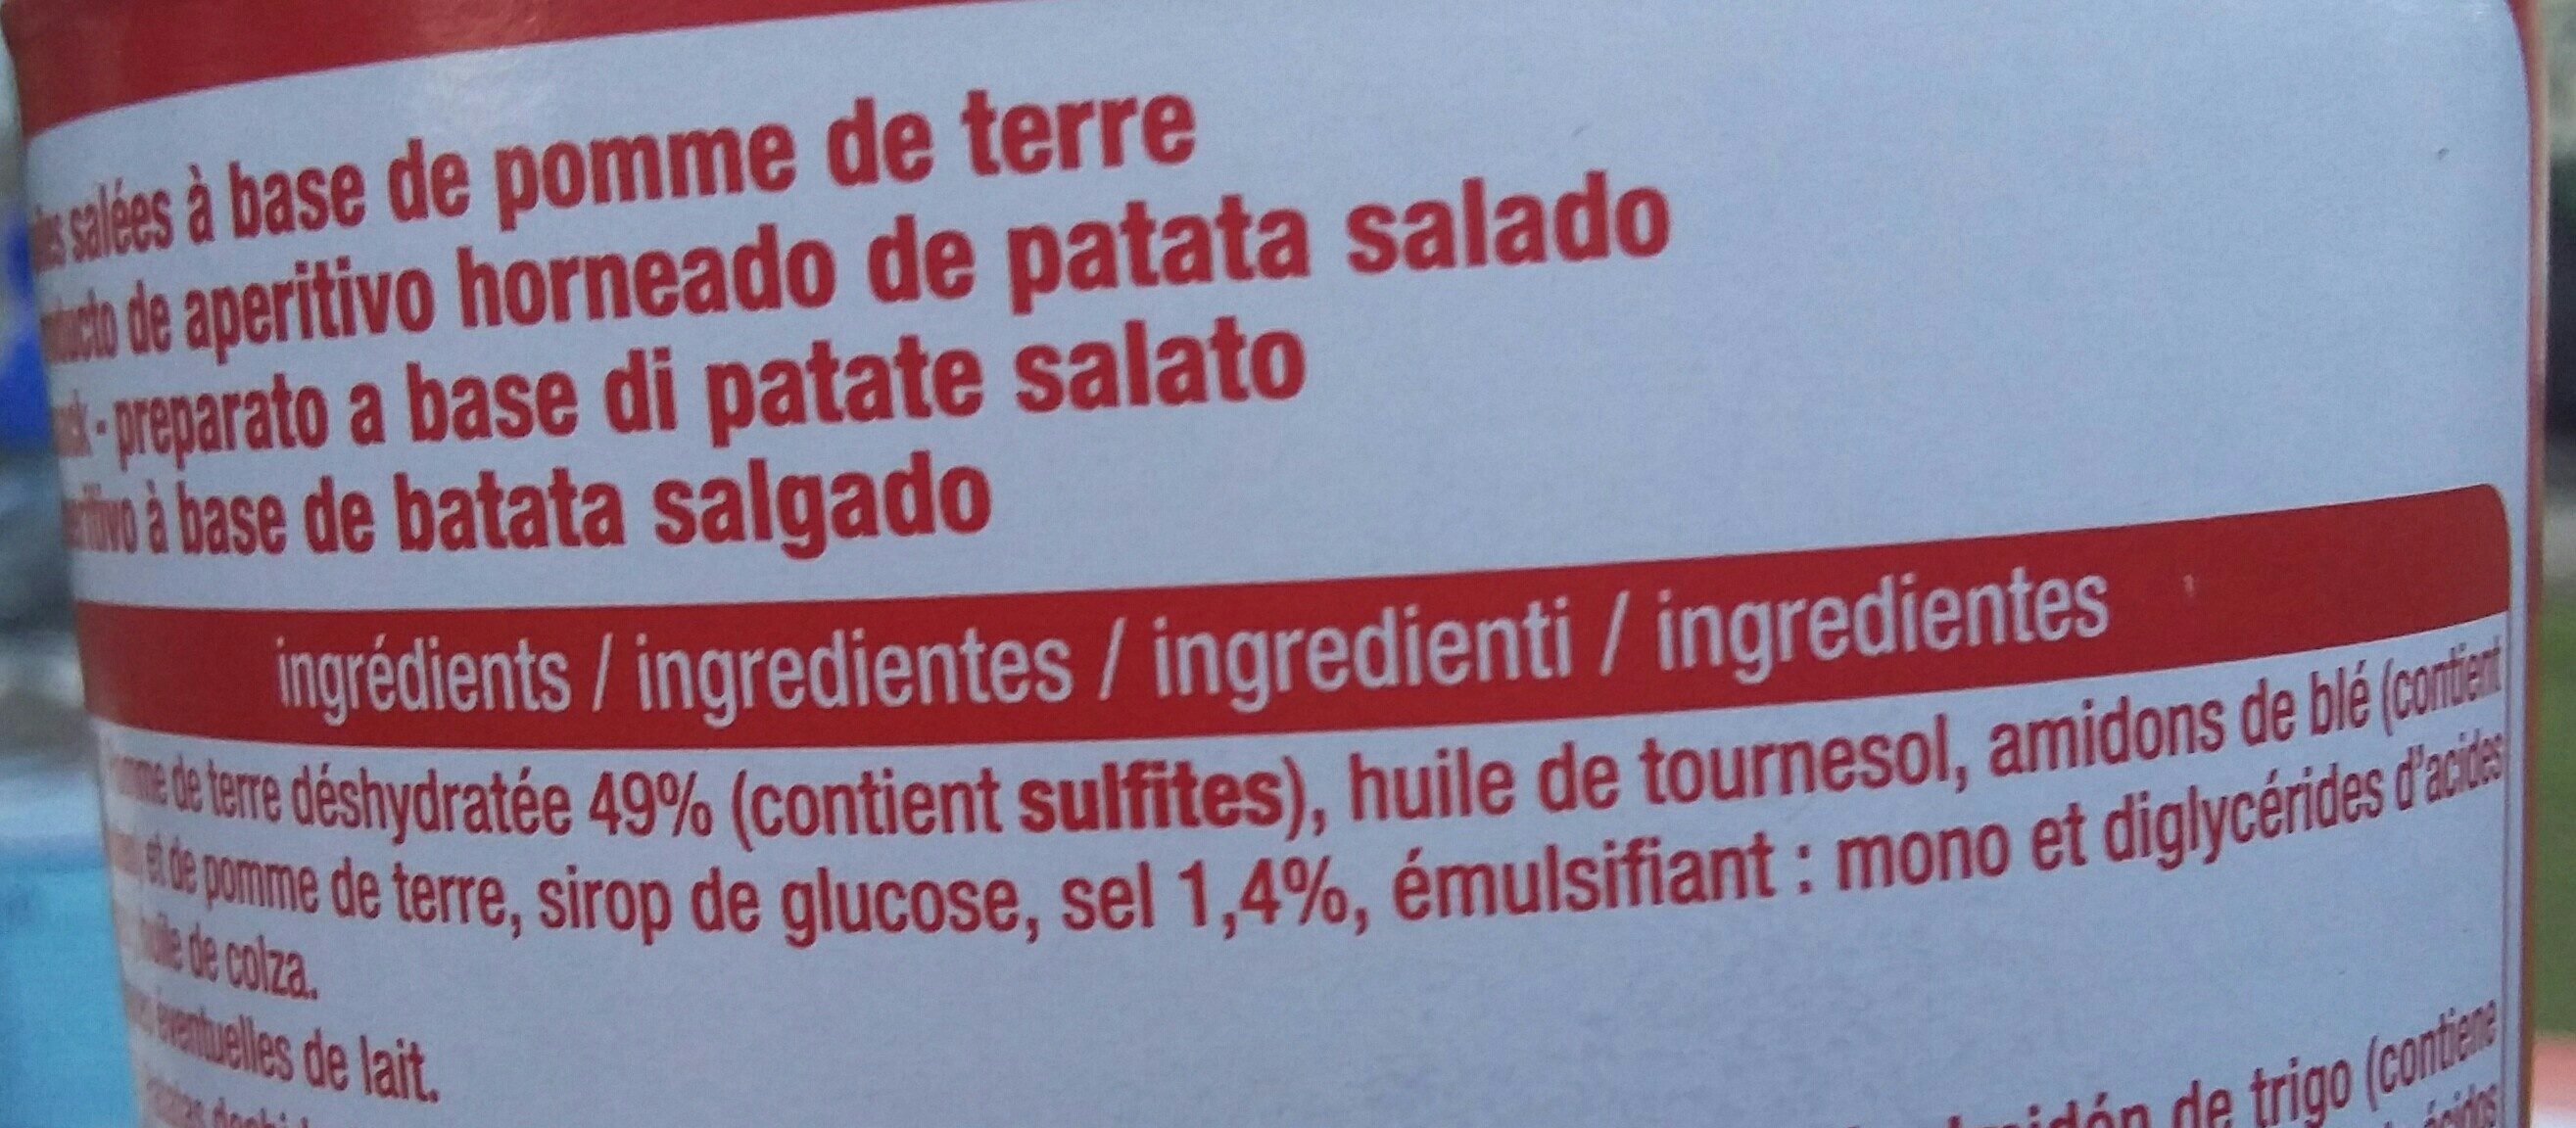 salées à base de pomme de terre
de aperitivo horneado de patata salado
preparato a base di patate salato
à base de batata salgado
ingrédients / ingredientes / ingredienti / ingredientes
de terre déshydratée 49% (contient sulfites), huile de tournesol, amidons de blé (contient
et de pomme de terre, sirop de glucose, sel 1,4%, émulsifiant : mono et diglycérides d'acides
huile de colza.
éventuelles de lait.
de trigo (contiene